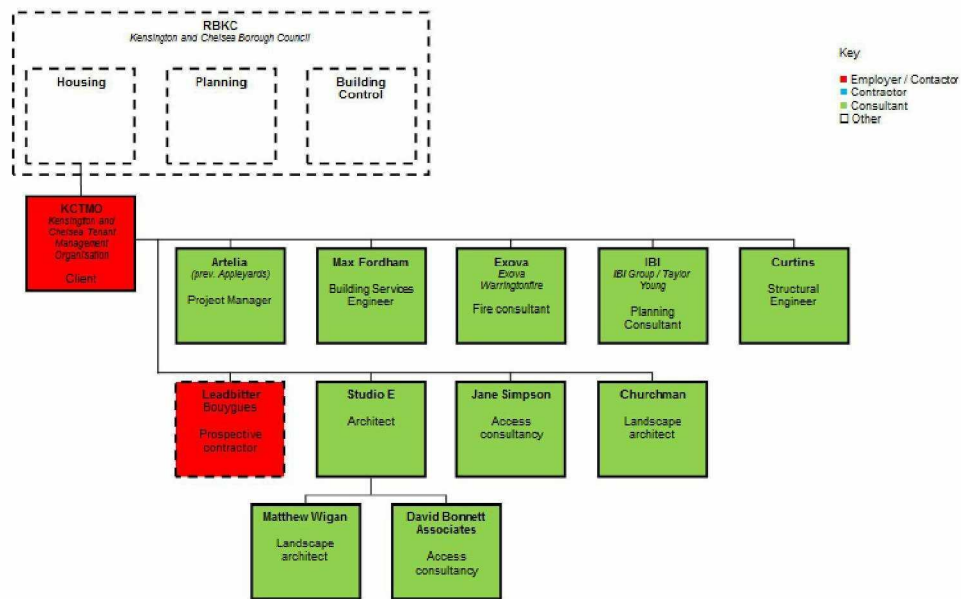 RBKC
Kensington and Chelsea Borough Council
Housing
Planning
Building
Control
Key
Employer / Contactor
Contractor
Consultant
Other
KCTMO
Kensington and
Chelsea Tenant
Management
Organisation
Client
Artelia
(prev. Appleyards)
Project Manager
Max Fordham
Building Services
Engineer
Exova
Exova
Warringtonfire
Fire consultant
IBI
IBI Group / Taylor
Young
Planning
Consultant
Curtins
Structural
Engineer
Leadbitter
Bouygues
Prospective
contractor
Studio E
Architect
Jane Simpson
Access
consultancy
Churchman
Landscape
architect
Matthew Wigan
Landscape
architect
David Bonnett
Associates
Access
consultancy